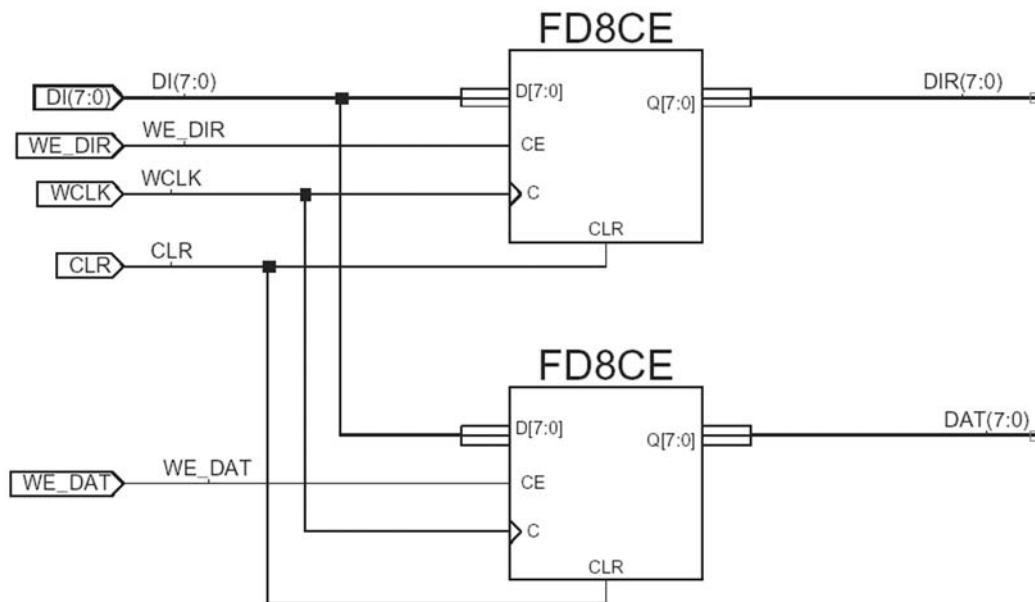 FD8CE
DI(7:0) DI(7:0) D[7:0] Q[7:0] DIR(7:0)
WE_DIR WE_DIR CE
WCLK WCLK C
CLR CLR CLR
FD8CE
D[7:0] Q[7:0] DAT(7:0)
WE_DAT WE_DAT CE
C
CLR